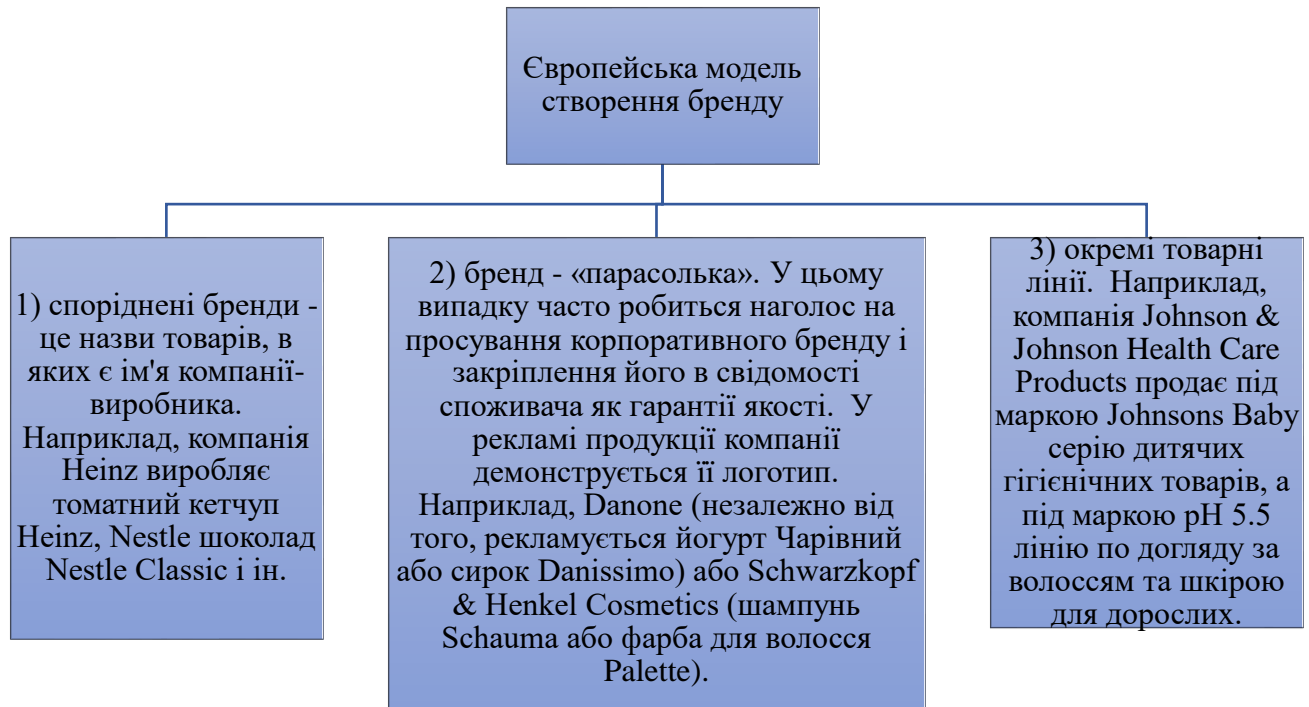 Європейська модель
створення бренду
1) споріднені бренди -
це назви товарів, в
яких є ім'я компанії-
виробника.
Наприклад, компанія
Heinz виробляє
томатний кетчуп
Heinz, Nestle шоколад
Nestle Classic і ін.
2) бренд - «парасолька». У цьому
випадку часто робиться наголос на
просування корпоративного бренду і
закріплення його в свідомості
споживача як гарантії якості. У
рекламі продукції компанії
демонструється її логотип.
Наприклад, Danone (незалежно від
того, рекламується йогурт Чарівний
або сирок Danissimo) або Schwarzkopf
& Henkel Cosmetics (шампунь
Schauma або фарба для волосся
Palette).
3) окремі товарні
лінії. Наприклад,
компанія Johnson &
Johnson Health Care
Products продає під
маркою Johnsons Baby
серію дитячих
гігієнічних товарів, а
під маркою pH 5.5
лінію по догляду за
волоссям та шкірою
для дорослих.